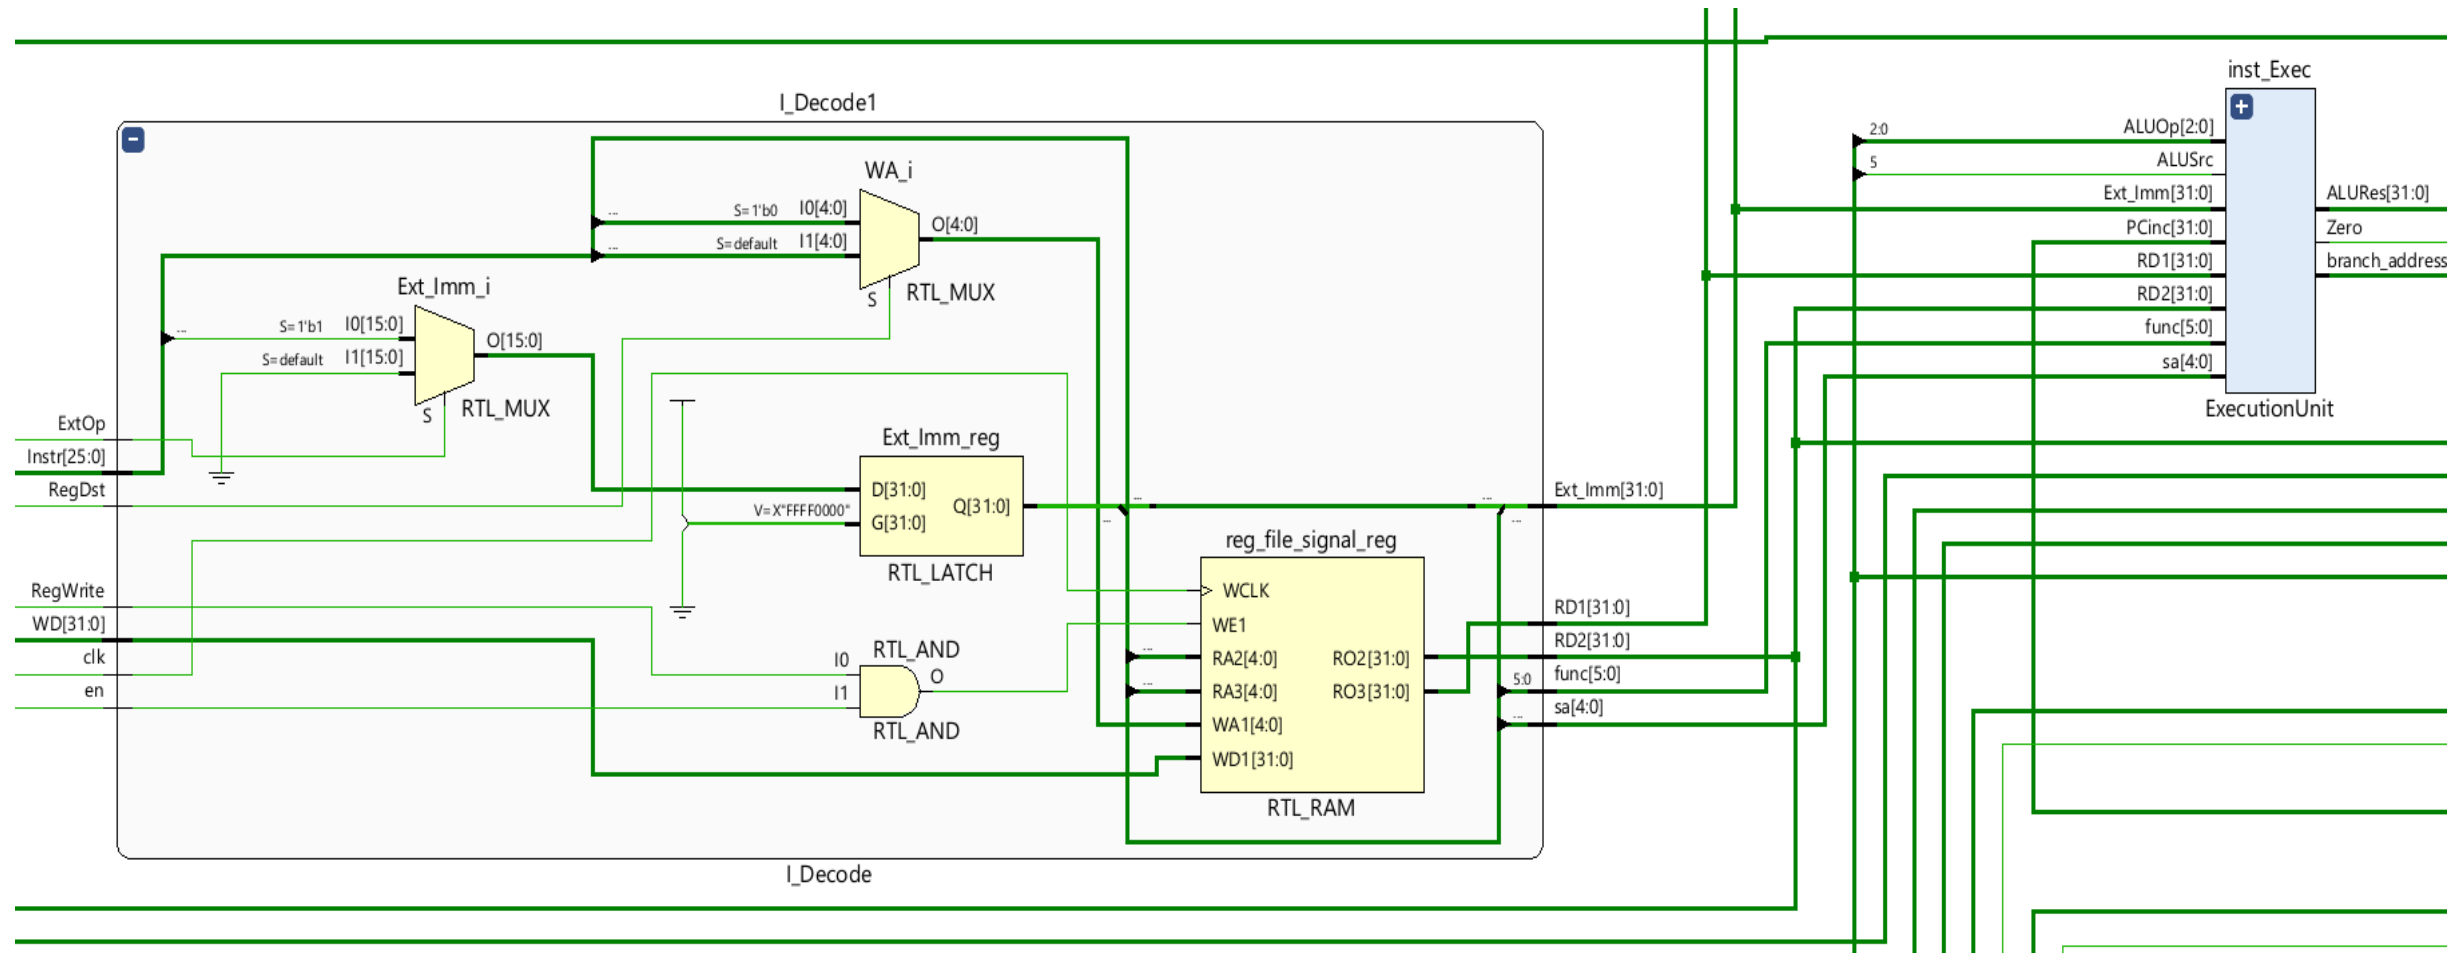 inst_Exec
I_Decode1
2:0
ALUOp[2:0]
5
ALUSrc
Ext_Imm[31:0]
PCinc[31:0]
RD1[31:0]
RD2[31:0]
func[5:0]
sa[4:0]
ALURes[31:0]
Zero
branch_address
ExecutionUnit
WA_i
...
S=1'b0
I0[4:0]
...
S=default
I1[4:0]
O[4:0]
S
RTL_MUX
Ext_Imm_i
...
S=1'b1
I0[15:0]
S=default
I1[15:0]
O[15:0]
S
RTL_MUX
ExtOp
Instr[25:0]
RegDst
RegWrite
WD[31:0]
clk
en
Ext_Imm_reg
D[31:0]
V=X"FFFF0000"
G[31:0]
Q[31:0]
RTL_LATCH
...
...
...
...
Ext_Imm[31:0]
reg_file_signal_reg
WCLK
WE1
...
RA2[4:0]
...
RA3[4:0]
WA1[4:0]
WD1[31:0]
RO2[31:0]
RO3[31:0]
RTL_RAM
RTL_AND
I0
I1
O
RTL_AND
RD1[31:0]
RD2[31:0]
5:0
func[5:0]
...
sa[4:0]
I_Decode